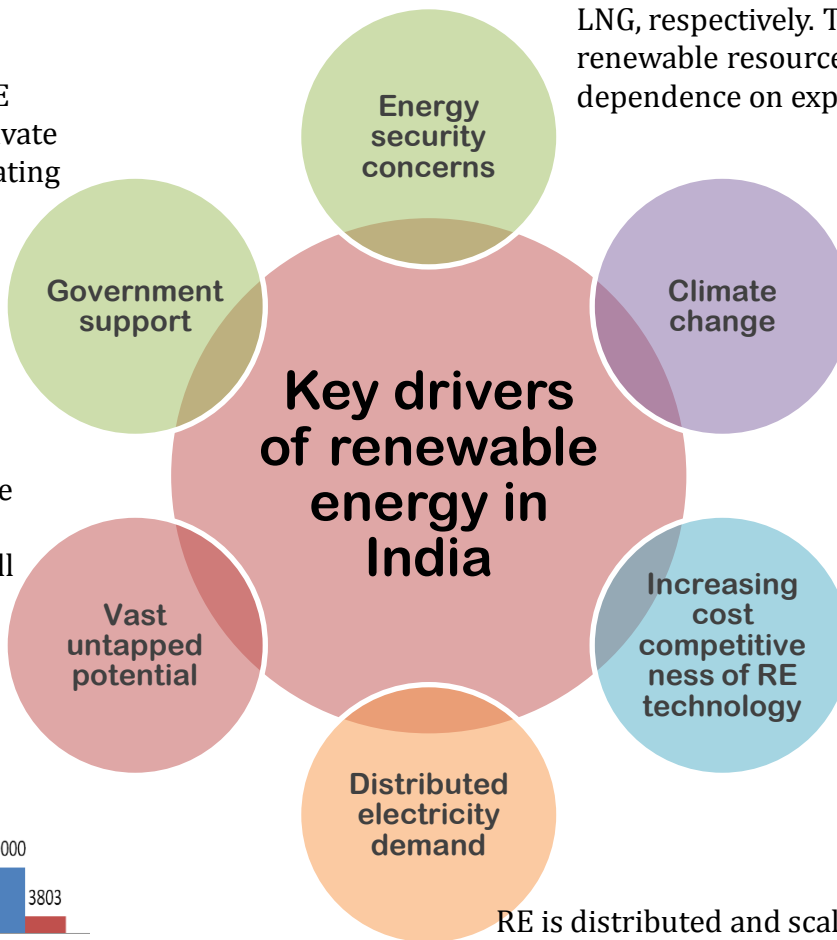 LNG, respectively. T
renewable resource
dependence on exp
E
vate
ating
Energy
security
concerns
Government
support
Climate
change
Key drivers
of renewable
energy in
India
e
ll
Vast
untapped
potential
Increasing
cost
competitive
ness of RE
technology
Distributed
electricity
demand
000
3803
RE is distributed and scal